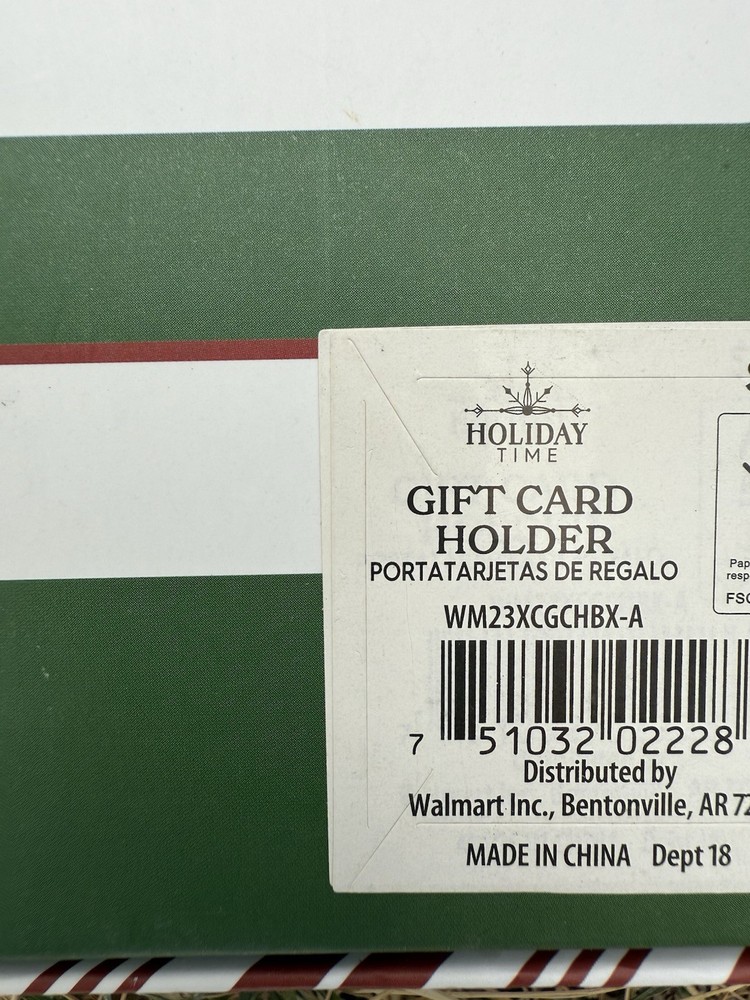 HOLIDAY
TIME
GIFT CARD
HOLDER
PORTATARJETAS DE REGALO
WM23XCGCHBX-A
7 51032 02228
Distributed by
Walmart Inc., Bentonville, AR
MADE IN CHINA Dept 18